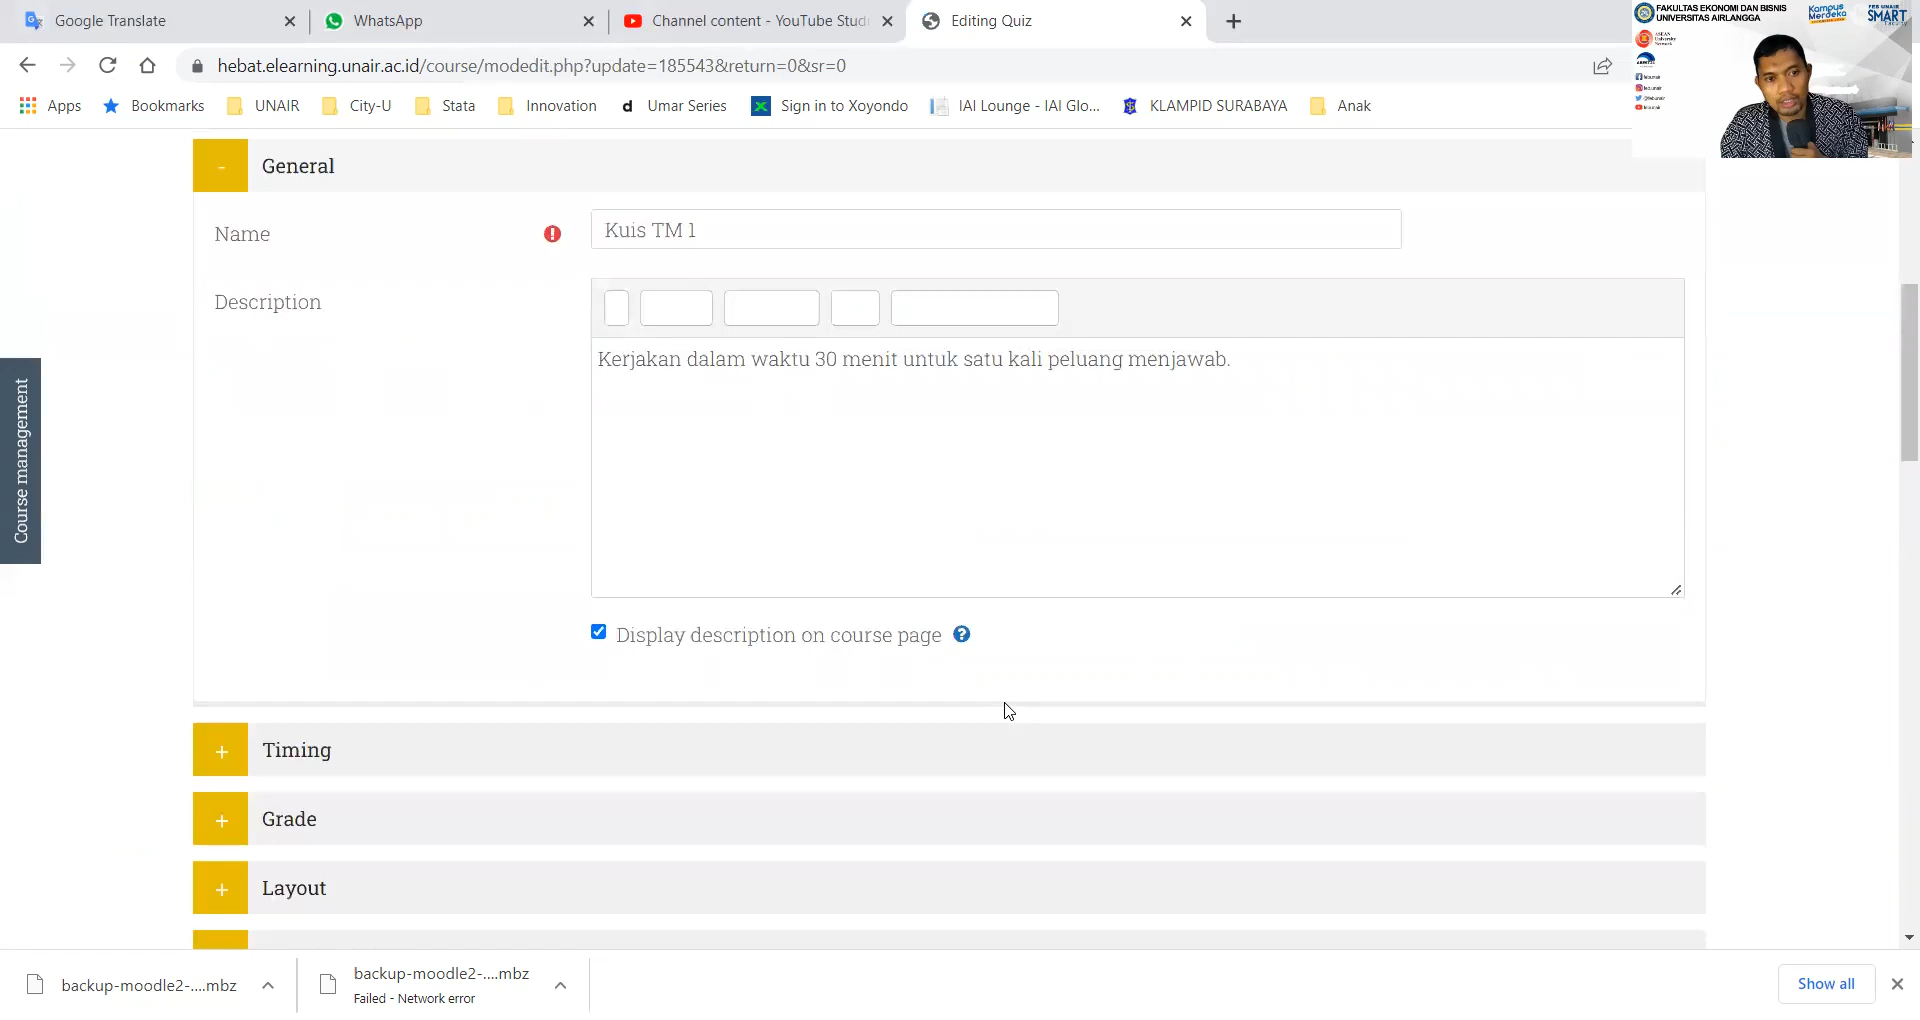 Google Translate
WhatsApp
Channel content - YouTube Stud
Editing Quiz
FAKULTAS EKONOMI DAN BISNIS
UNIVERSITAS AIRLANGGA
Kampus
Merdeka
FEB UNAIR
SMART
hebat.elearning.unair.ac.id/course/modedit.php?update=185543&return=0&sr=0
Apps
Bookmarks
UNAIR
City-U
Stata
Innovation
d Umar Series
Sign in to Xoyondo
IAI Lounge - IAI Glo...
KLAMPID SURABAYA
Anak
- General
Name
Kuis TM 1
Description
Kerjakan dalam waktu 30 menit untuk satu kali peluang menjawab.
Display description on course page
Course management
+ Timing
+ Grade
+ Layout
backup-moodle2-....mbz
backup-moodle2-....mbz
Failed - Network error
Show all